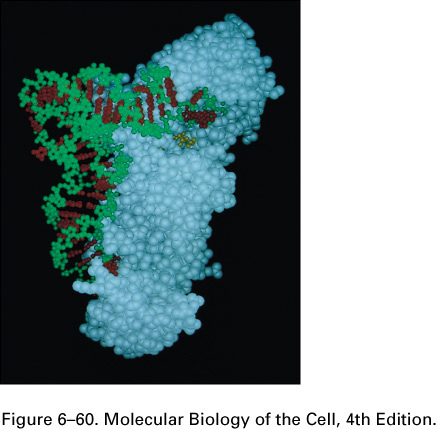 Figure 6–60. Molecular Biology of the Cell, 4th Edition.